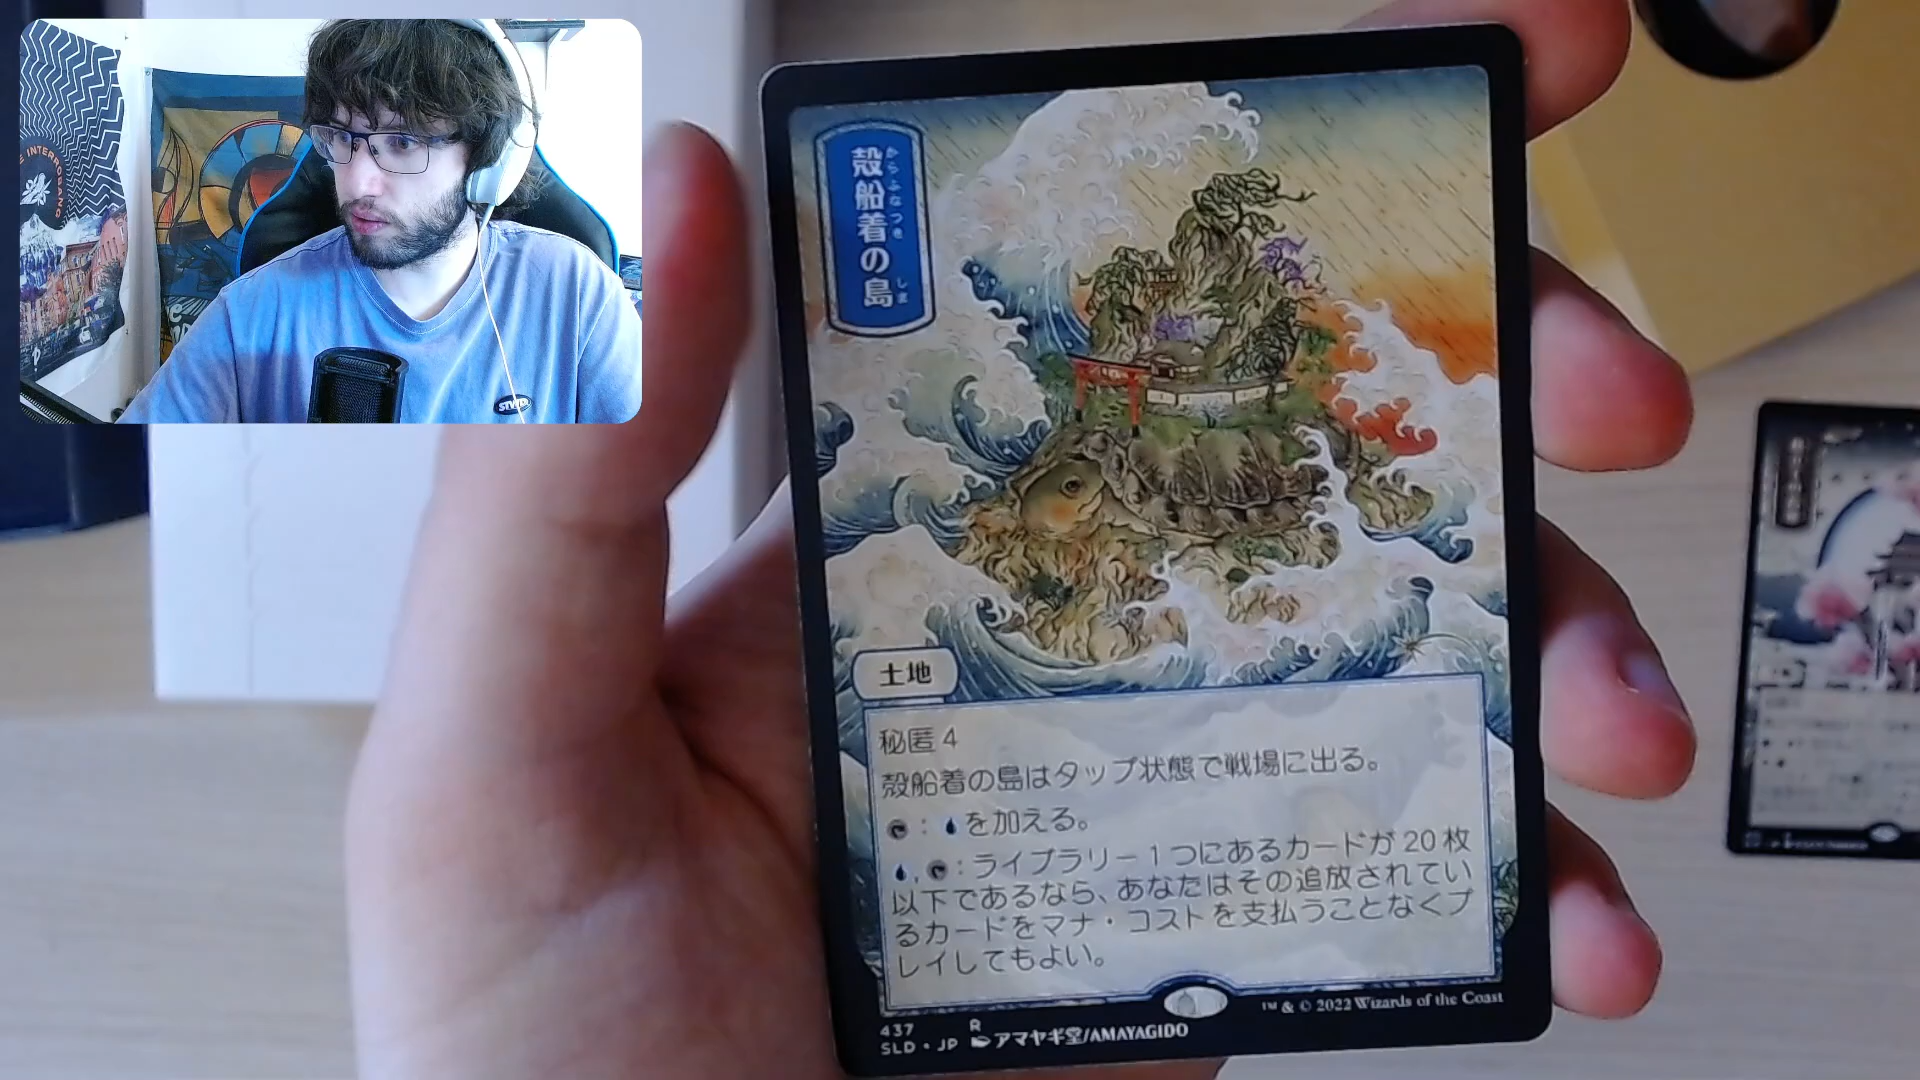 殻船着の島
からふなつき
しま
土地
秘匿4
殻船着の島はタップ状態で戦場に出る。
:を加える。
,:ライブラリー1つにあるカードが20枚
以下であるなら、あなたはその追放されてい
るカードをマナ・コストを支払うことなくプ
レイしてもよい。
437 R
SLD・JP アマヤギ堂/AMAYAGIDO
™ & © 2022 Wizards of the Coast
INTERROBANG